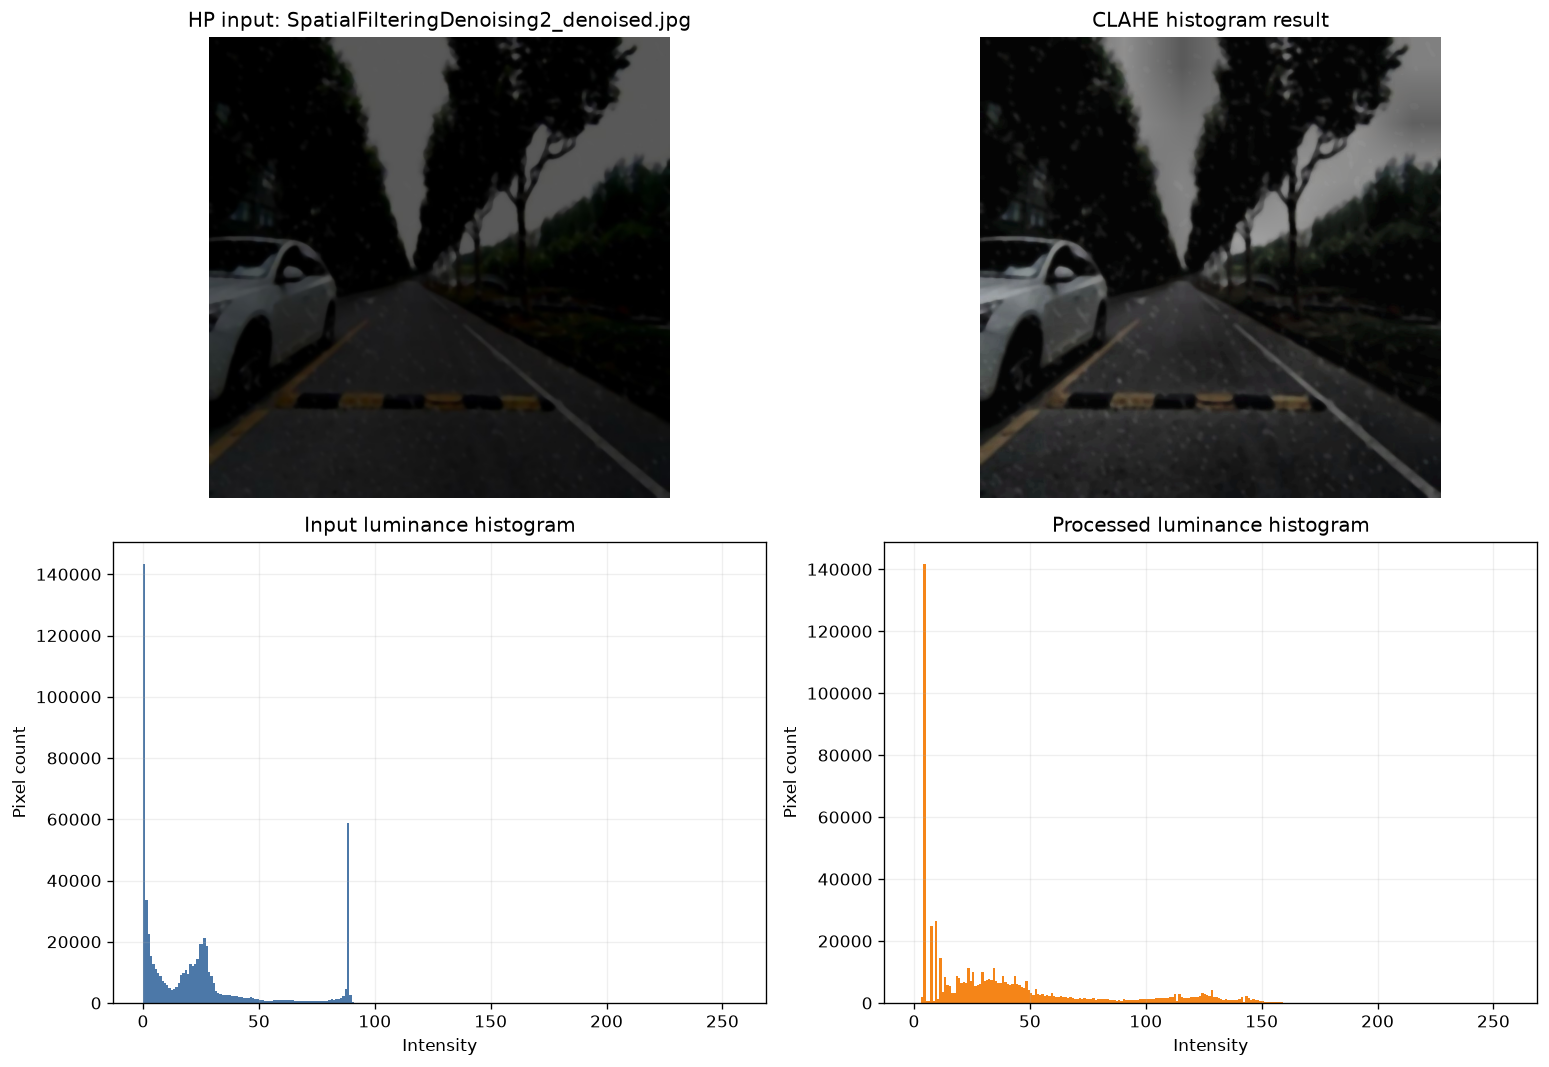 HP input: SpatialFilteringDenoising2_denoised.jpg
CLAHE histogram result
Input luminance histogram
Pixel count
140000
120000
100000
80000
60000
40000
20000
0
0 50 100 150 200 250
Intensity
Processed luminance histogram
Pixel count
140000
120000
100000
80000
60000
40000
20000
0
0 50 100 150 200 250
Intensity